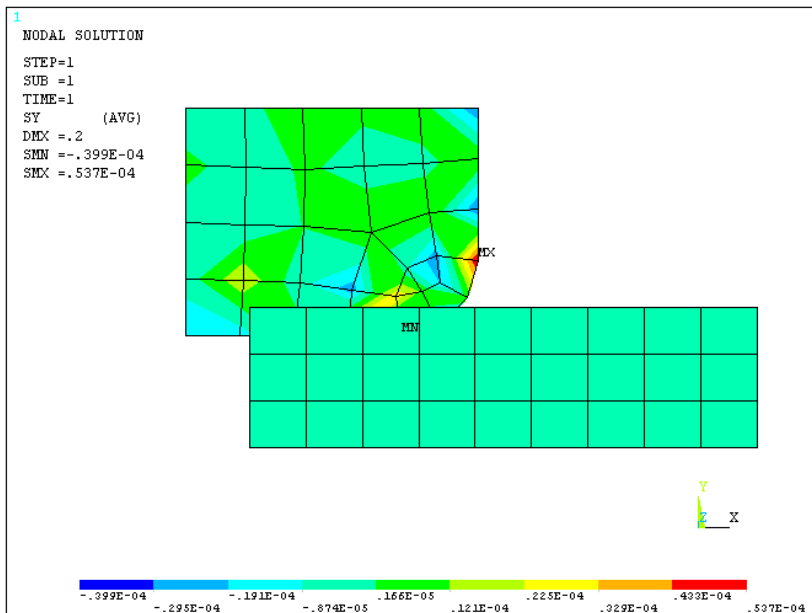 1
NODAL SOLUTION
STEP=1
SUB =1
TIME=1
SY (AVG)
DMX =.2
SMN =-.399E-04
SMX =.537E-04
MX
MN
Y
Z X
-.399E-04 -.191E-04 .166E-05 .225E-04 .433E-04
-.295E-04 -.874E-05 .121E-04 .329E-04 .537E-04